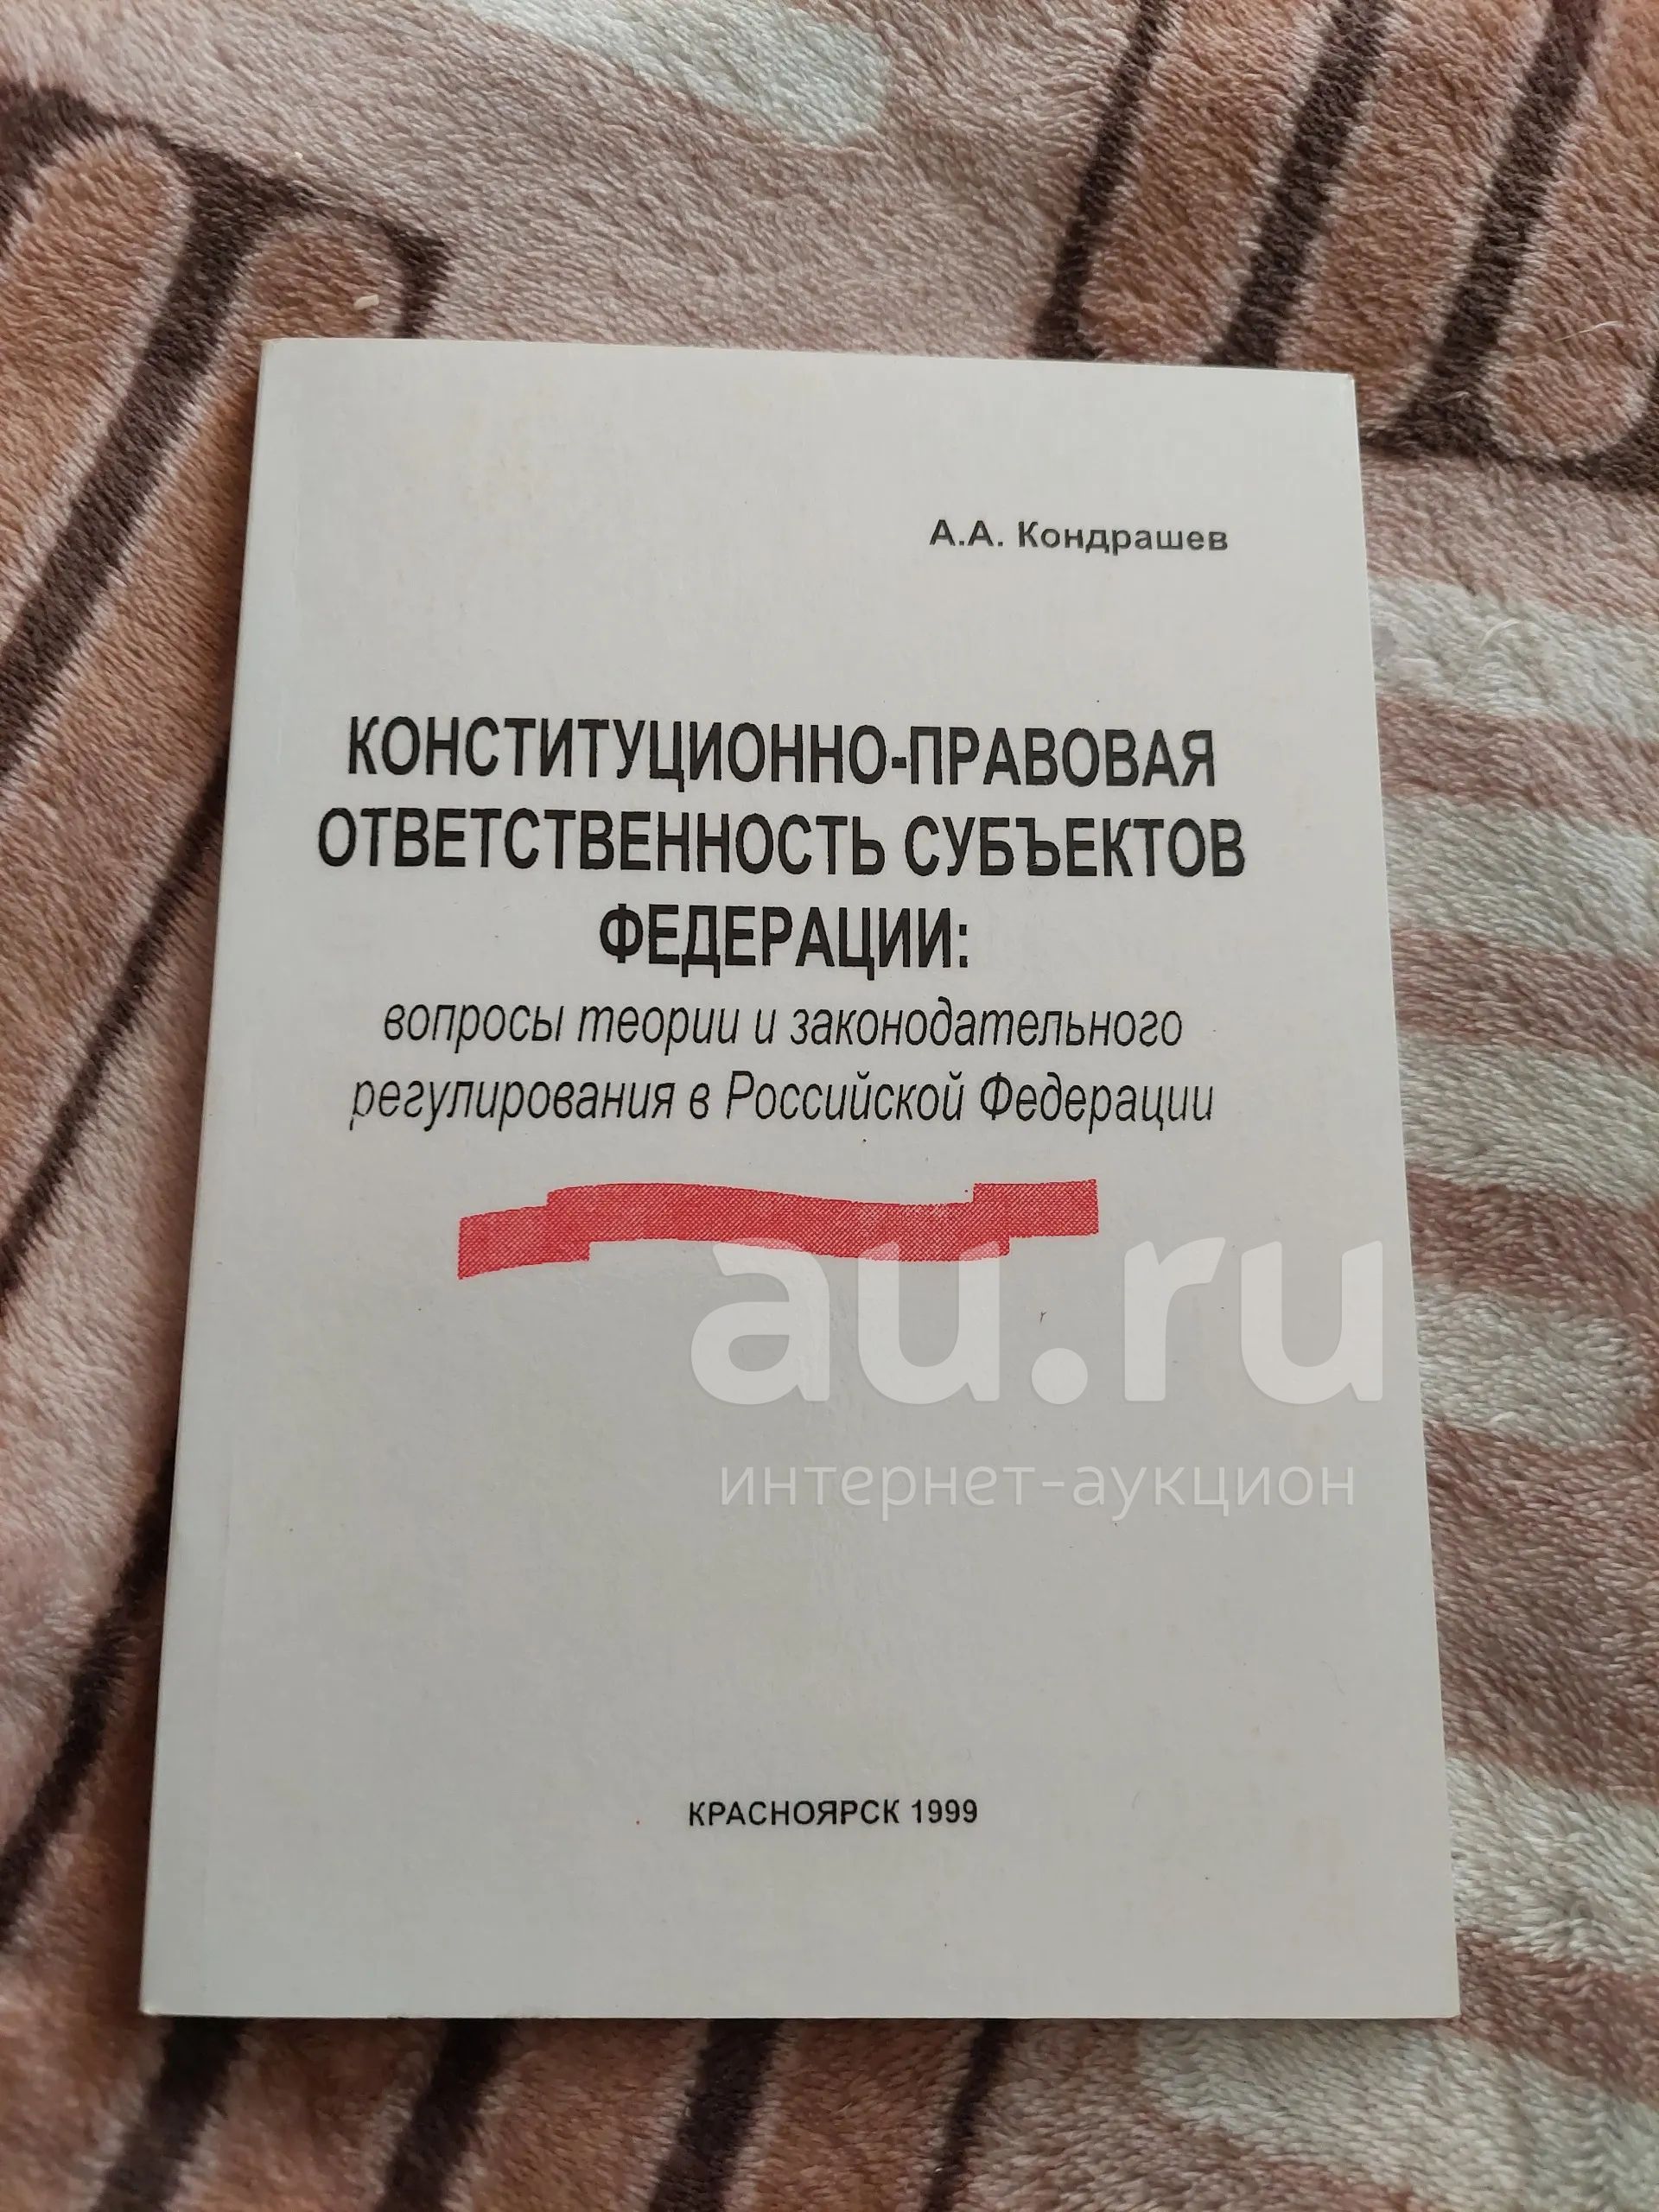 А.А. Кондрашев
КОНСТИТУЦИОННО-ПРАВОВАЯ
ОТВЕТСТВЕННОСТЬ СУБЪЕКТОВ
ФЕДЕРАЦИИ:
вопросы теории и законодательного
регулирования в Российской Федерации
au.ru
интернет-аукцион
КРАСНОЯРСК 1999